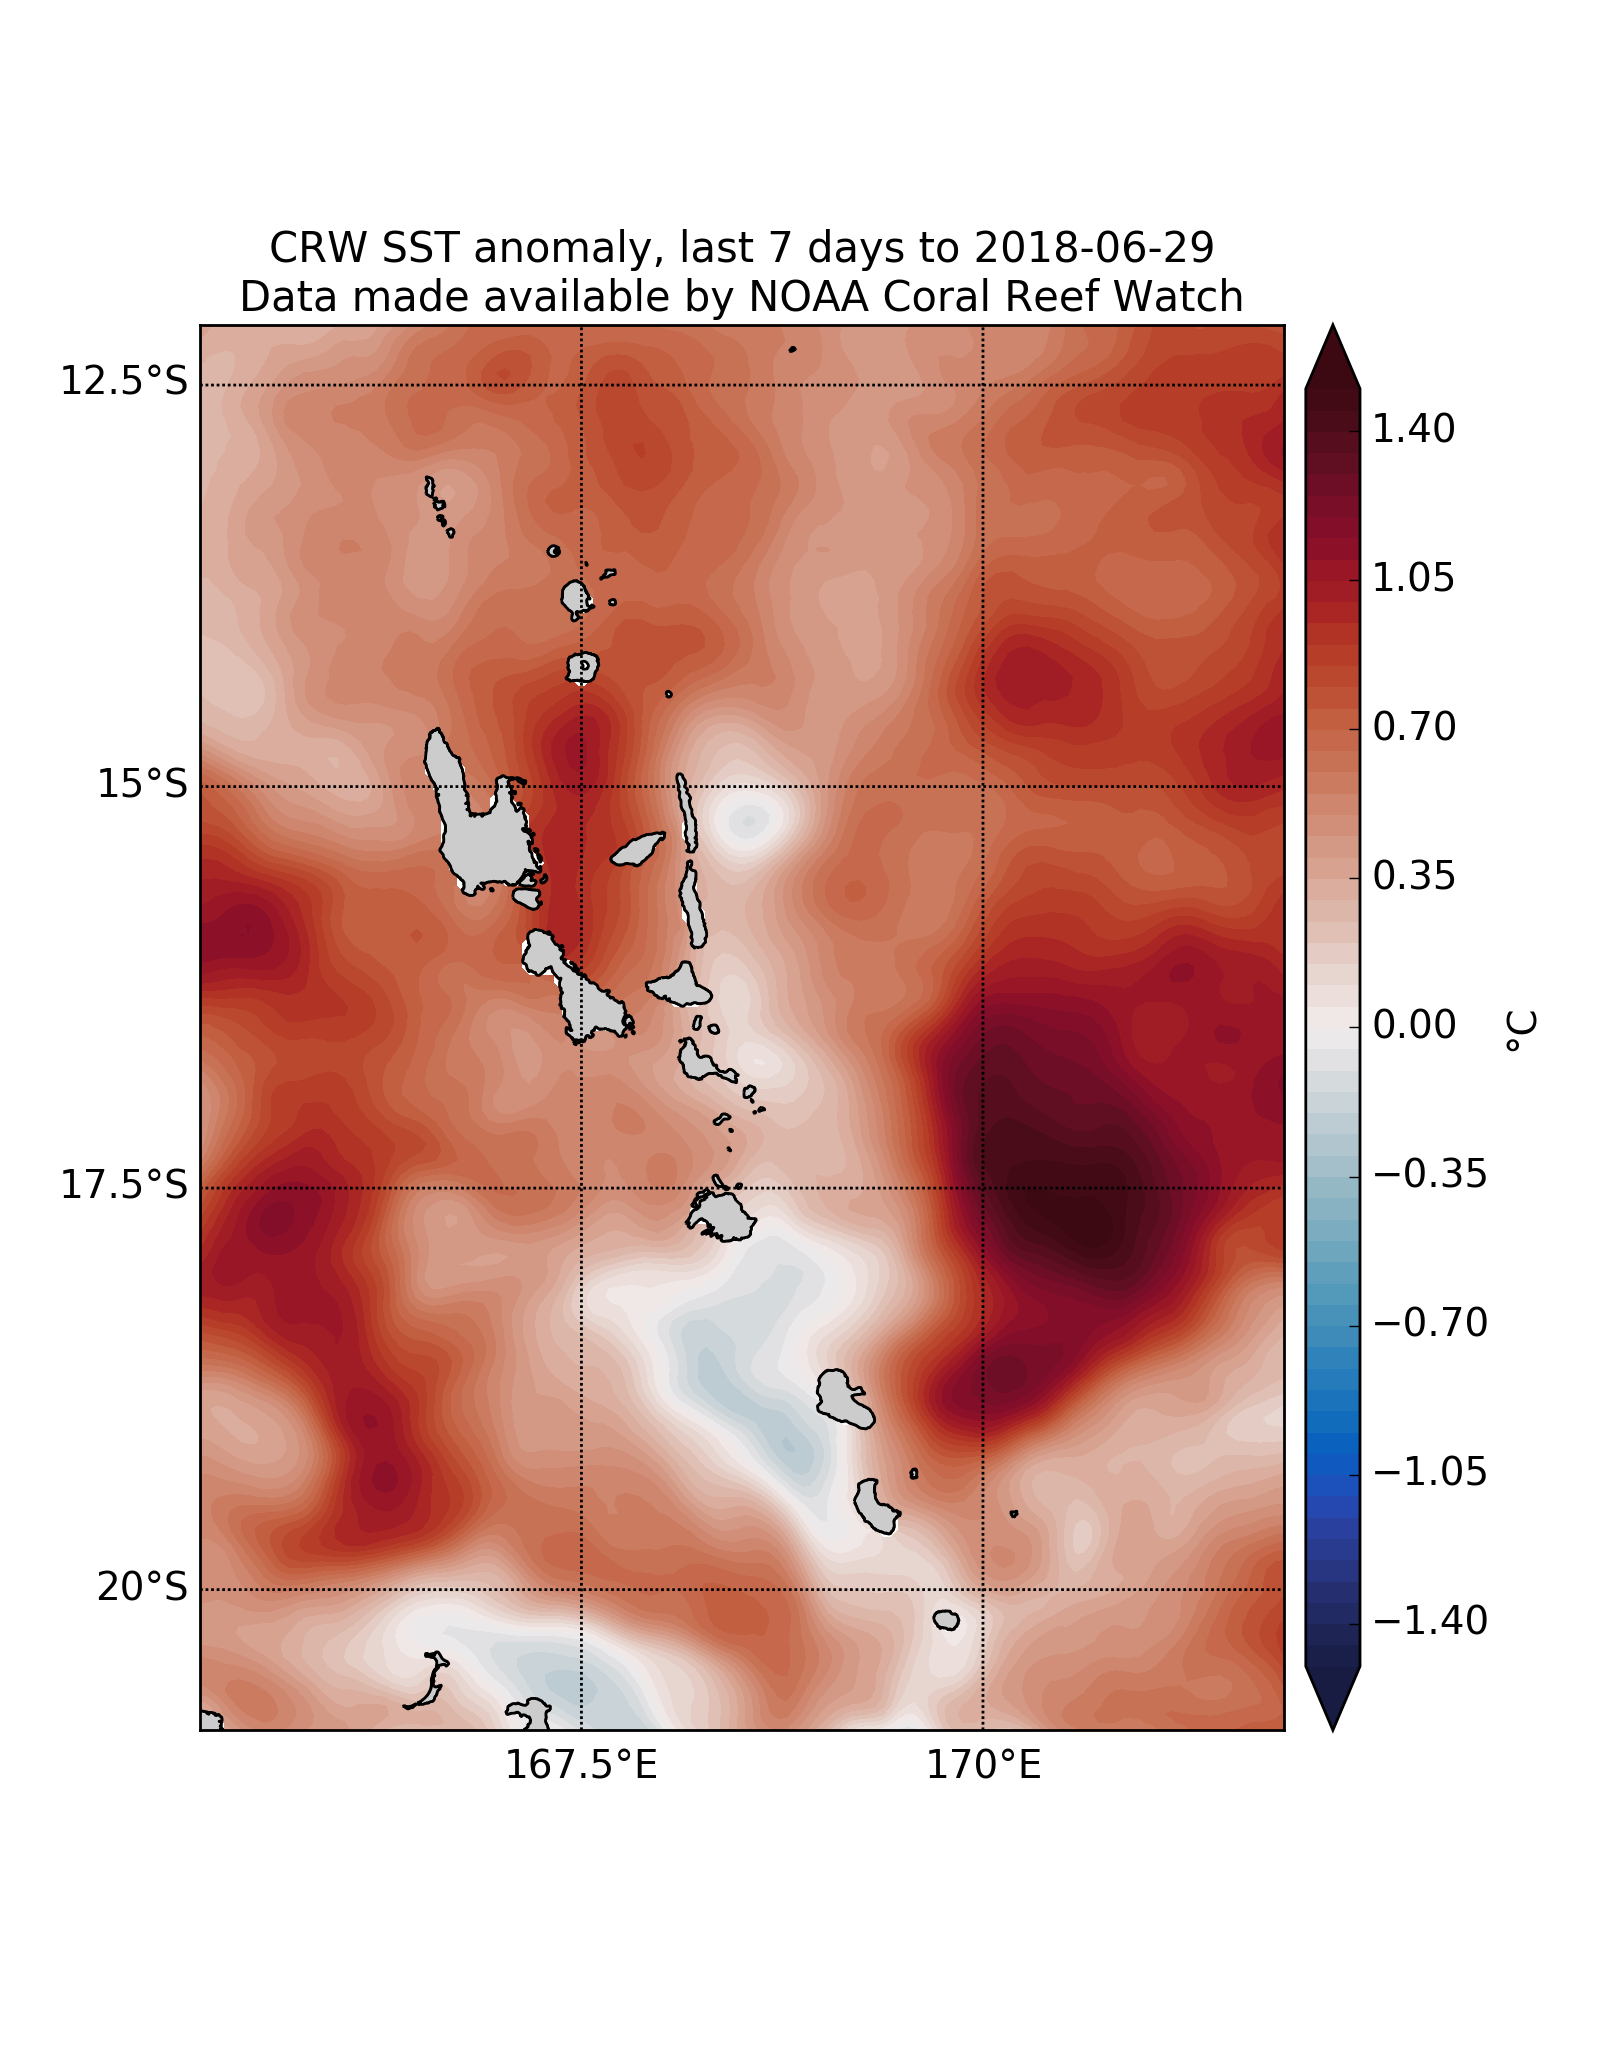 CRW SST anomaly, last 7 days to 2018-06-29
Data made available by NOAA Coral Reef Watch
12.5°S
15°S
17.5°S
20°S
167.5°E
170°E
1.40
1.05
0.70
0.35
0.00
−0.35
−0.70
−1.05
−1.40
°C